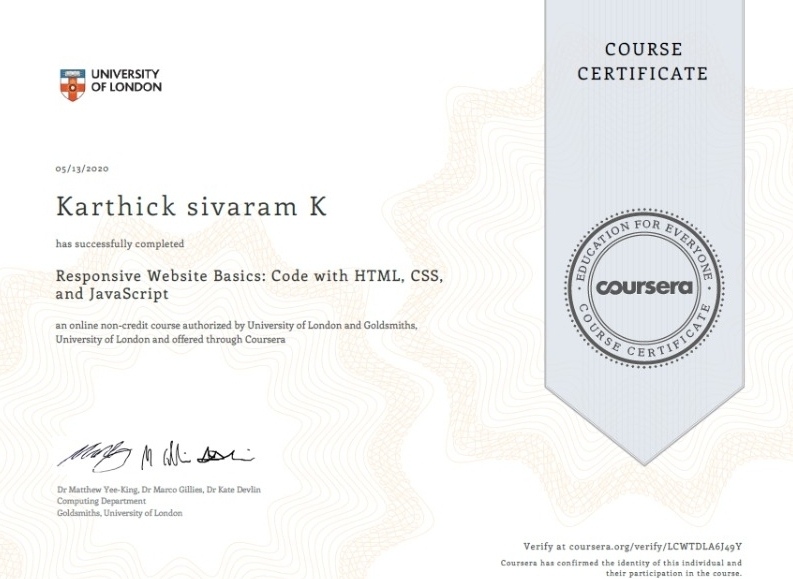 UNIVERSITY
OF LONDON
COURSE
CERTIFICATE
05/13/2020
Karthick sivaram K
has successfully completed
Responsive Website Basics: Code with HTML, CSS,
and JavaScript
an online non-credit course authorized by University of London and Goldsmiths,
University of London and offered through Coursera
EDUCATION FOR EVERYONE
coursera
COURSE CERTIFICATE
Dr Matthew Yee-King, Dr Marco Gillies, Dr Kate Devlin
Computing Department
Goldsmiths, University of London
Verify at coursera.org/verify/LCWTDLA6J49Y
Coursera has confirmed the identity of this individual and
their participation in the course.